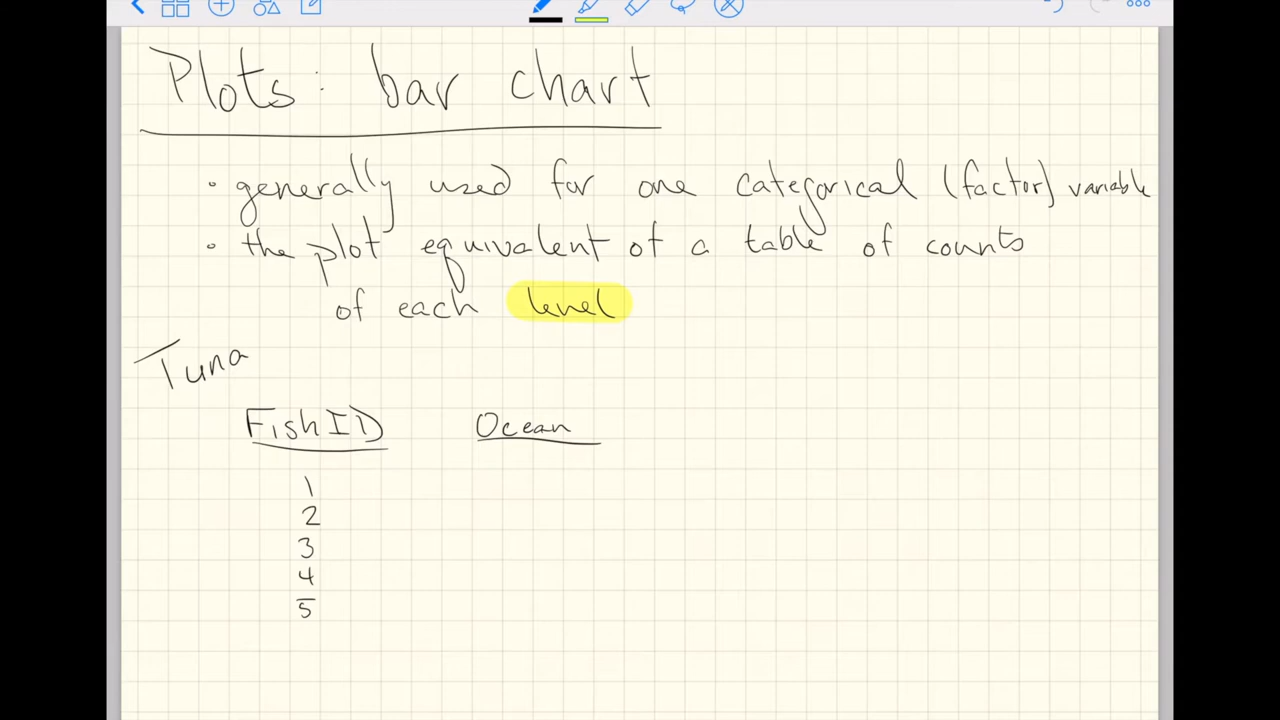 Plots: bar chart
• generally used for one categorical (factor) variable
• the plot equivalent of a table of counts
of each level
Tuna
FishID Ocean
1
2
3
4
5